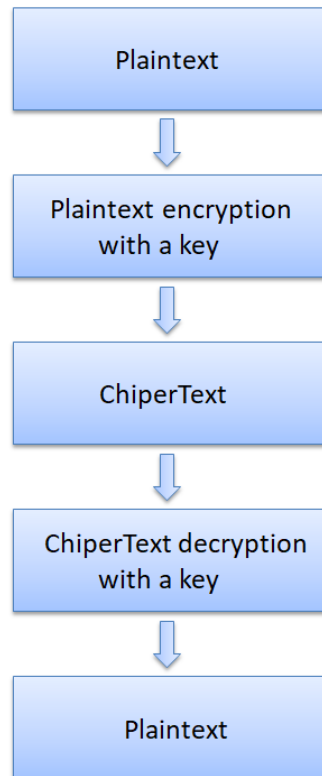 Plaintext
Plaintext encryption
with a key
ChiperText
ChiperText decryption
with a key
Plaintext